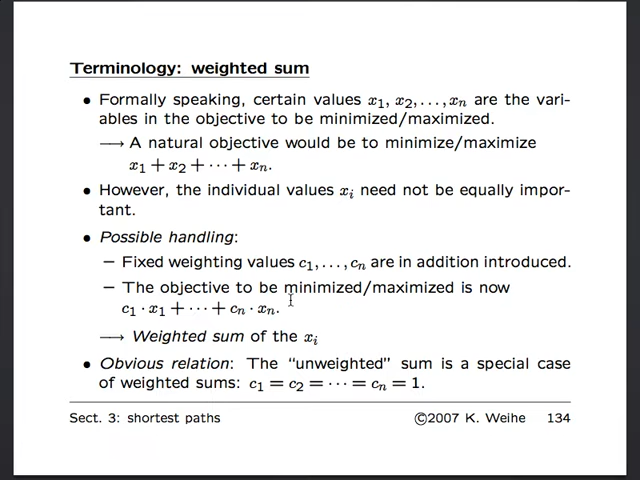 Terminology: weighted sum
• Formally speaking, certain values x₁, x₂, . . . , xₙ are the vari-
ables in the objective to be minimized/maximized.
⟶ A natural objective would be to minimize/maximize
x₁ + x₂ + ⋯ + xₙ.
• However, the individual values xᵢ need not be equally impor-
tant.
• Possible handling:
– Fixed weighting values c₁, . . . , cₙ are in addition introduced.
– The objective to be minimized/maximized is now
c₁ · x₁ + ⋯ + cₙ · xₙ.
⟶ Weighted sum of the xᵢ
• Obvious relation: The “unweighted” sum is a special case
of weighted sums: c₁ = c₂ = ⋯ = cₙ = 1.
Sect. 3: shortest paths ©2007 K. Weihe 134